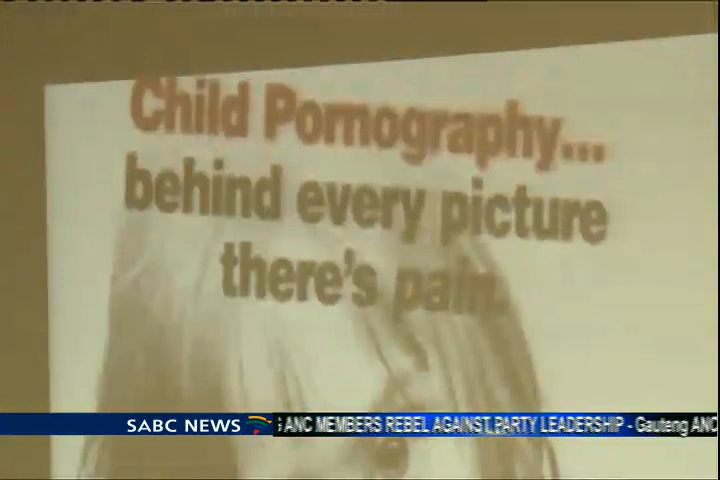 Child Pornography...
behind every picture
there's pain.
SABC NEWS
ANC MEMBERS REBEL AGAINST PARTY LEADERSHIP - Gauteng ANC